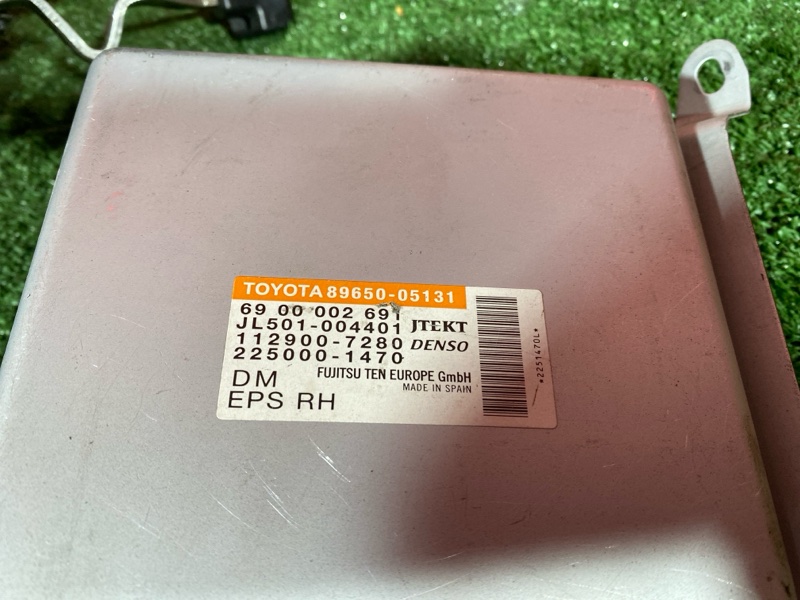 TOYOTA 89650-05131
69 00 002 691
JL501-004401 JTEKT
112900-7280 DENSO
225000-1470
FUJITSU TEN EUROPE GmbH
MADE IN SPAIN
DM
EPS RH
*2251470L*